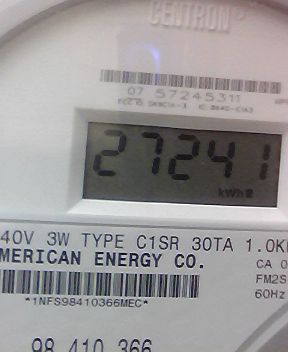 CENTRON
07 57245311
27241
kWh
40V 3W TYPE C1SR 30TA 1.0K
MERICAN ENERGY CO.
CA 0
FM2S
60Hz
*1NFS98410366MEC*
98 410 366